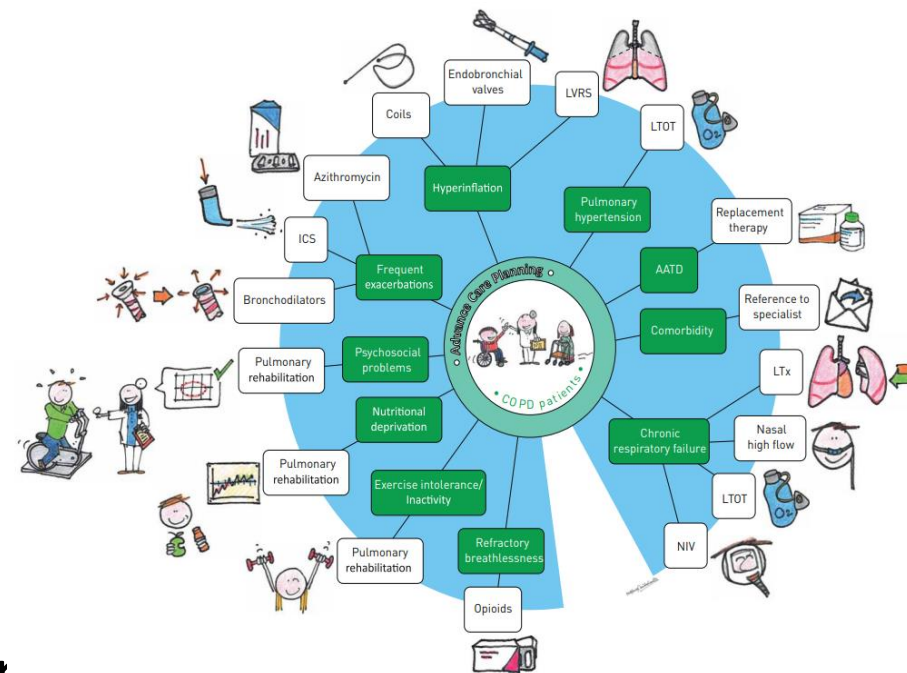 Endobronchial
valves
LVRS
Coils
LTOT
Azithromycin
Hyperinflation
Pulmonary
hypertension
Replacement
therapy
ICS
Frequent
exacerbations
AATD
Bronchodilators
• Advance Care Planning •
Comorbidity
Reference to
specialist
O2
Pulmonary
rehabilitation
Psychosocial
problems
• COPD patients •
LTx
Nutritional
deprivation
Chronic
respiratory failure
Nasal
high flow
Pulmonary
rehabilitation
Exercise intolerance/
Inactivity
LTOT
O2
Pulmonary
rehabilitation
Refractory
breathlessness
NIV
Opioids